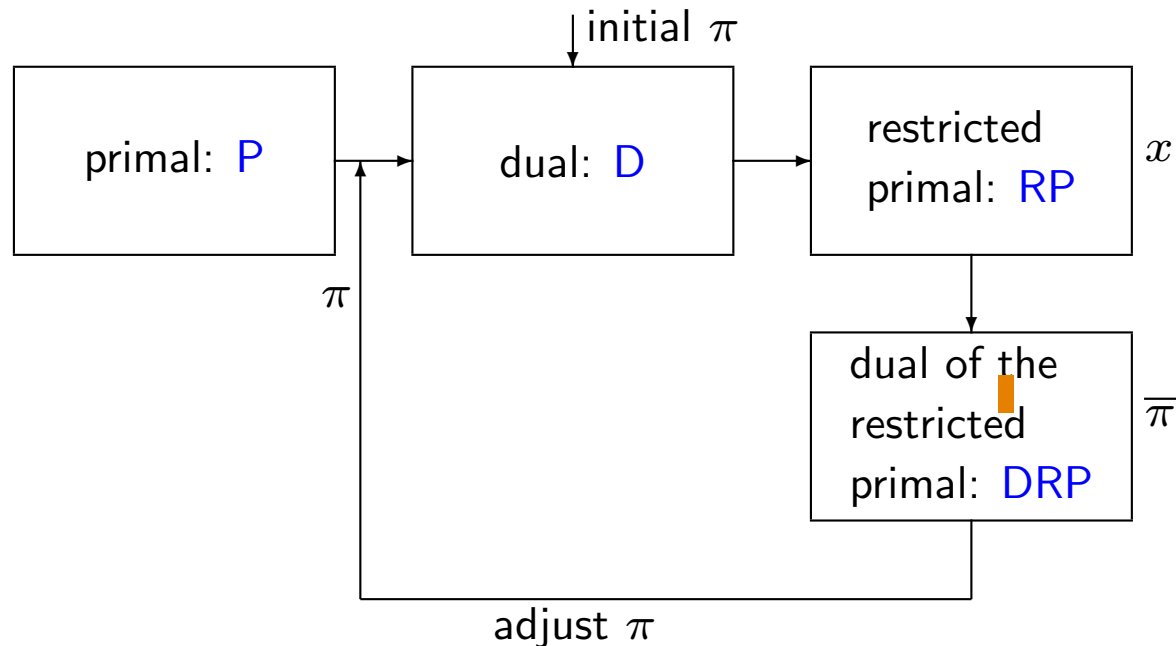 initial π
primal: P
dual: D
restricted
primal: RP
x
π
dual of the
restricted
primal: DRP
π̅
adjust π